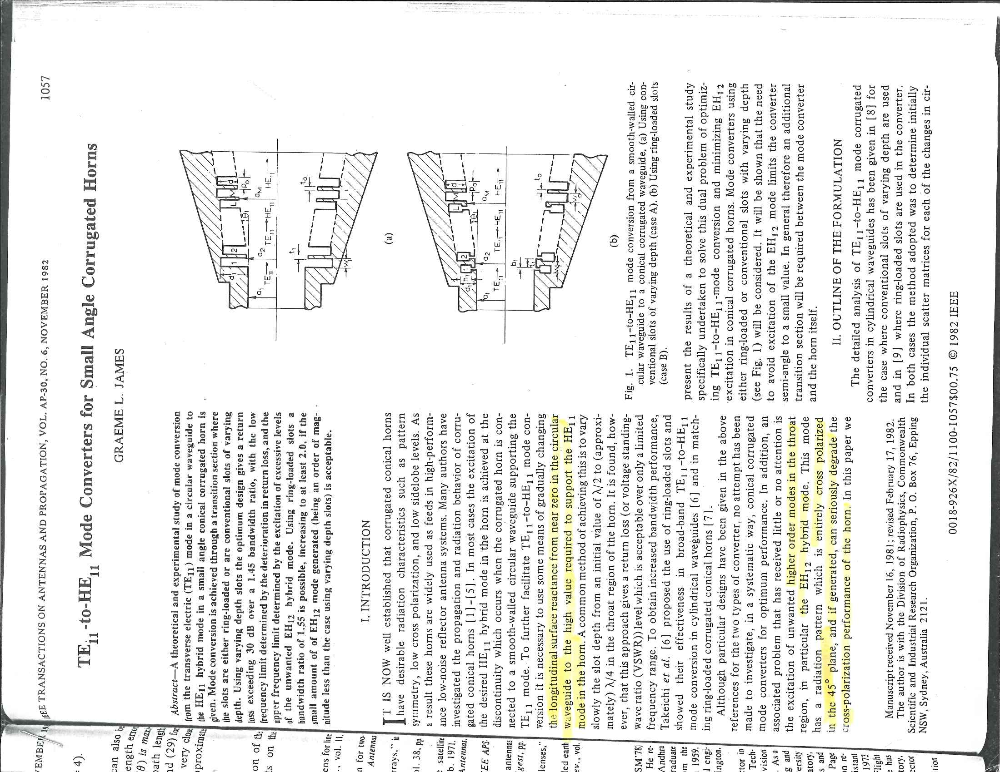 IEEE TRANSACTIONS ON ANTENNAS AND PROPAGATION, VOL. AP-30, NO. 6, NOVEMBER 1982
1057
TE11-to-HE11 Mode Converters for Small Angle Corrugated Horns
GRAEME L. JAMES
Abstract—A theoretical and experimental study of mode conversion
from the transverse electric (TE11) mode in a circular waveguide to
the HE11 hybrid mode in a small angle conical corrugated horn is
given. Mode conversion is achieved through a transition section where
the slots are either ring-loaded or are conventional slots of varying
depth. Using varying depth slots the optimum design gives a return
loss exceeding 30 dB over a 1.45 bandwidth ratio, with the low
frequency limit determined by the deterioration in return loss, and the
upper frequency limit determined by the excitation of excessive levels
of the unwanted EH12 hybrid mode. Using ring-loaded slots a
bandwidth ratio of 1.55 is possible, increasing to at least 2.0, if the
small amount of of EH12 mode generated (being an order of mag-
nitude less than the case using varying depth slots) is acceptable.
I. INTRODUCTION
IT IS NOW well established that corrugated conical horns
have desirable radiation characteristics such as pattern
symmetry, low cross polarization, and low sidelobe levels. As
a result these horns are widely used as feeds in high-perform-
ance low-noise reflector antenna systems. Many authors have
investigated the propagation and radiation behavior of corru-
gated conical horns [1]-[5]. In most cases the excitation of
the desired HE11 hybrid mode in the horn is achieved at the
discontinuity which occurs when the corrugated horn is con-
nected to a smooth-walled circular waveguide supporting the
TE11 mode. To further facilitate TE11-to-HE11 mode con-
version it is necessary to use some means of gradually changing
the longitudinal surface reactance from near zero in the circular
waveguide to the high value required to support the HE11
mode in the horn. A common method of achieving this is to vary
slowly the slot depth from an initial value of λ/2 to (approxi-
mately) λ/4 in the throat region of the horn. It is found, how-
ever, that this approach gives a return loss (or voltage standing-
wave ratio (VSWR)) level which is acceptable over only a limited
frequency range. To obtain increased bandwidth performance,
Takeichi et al. [6] proposed the use of ring-loaded slots and
showed their effectiveness in broad-band TE11-to-HE11
mode conversion in cylindrical waveguides [6] and in match-
ing ring-loaded corrugated conical horns [7].
Although particular designs have been given in the above
references for the two types of converter, no attempt has been
made to investigate, in a systematic way, conical corrugated
mode converters for optimum performance. In addition, an
associated problem that has received little or no attention is
the excitation of unwanted higher order modes in the throat
region, in particular the EH12 hybrid mode. This mode
has a radiation pattern which is entirely cross polarized
in the 45° plane, and if generated, can seriously degrade the
cross-polarization performance of the horn. In this paper we
Manuscript received November 16, 1981; revised February 17, 1982.
The author is with the Division of Radiophysics, Commonwealth
Scientific and Industrial Research Organization, P. O. Box 76, Epping
NSW, Sydney, Australia 2121.
(a)
(b)
Fig. 1. TE11-to-HE11 mode conversion from a smooth-walled cir-
cular waveguide to a conical corrugated waveguide. (a) Using con-
ventional slots of varying depth (case A). (b) Using ring-loaded slots
(case B).
present the results of a theoretical and experimental study
specifically undertaken to solve this dual problem of optimiz-
ing TE11-to-HE11-mode conversion and minimizing EH12
excitation in conical corrugated horns. Mode converters using
either ring-loaded or conventional slots with varying depth
(see Fig. 1) will be considered. It will be shown that the need
to avoid excitation of the EH12 mode limits the converter
semi-angle to a small value. In general therefore an additional
transition section will be required between the mode converter
and the horn itself.
II. OUTLINE OF THE FORMULATION
The detailed analysis of TE11-to-HE11 mode corrugated
converters in cylindrical waveguides has been given in [8] for
the case where conventional slots of varying depth are used
and in [9] where ring-loaded slots are used in the converter.
In both cases the method adopted was to determine initially
the individual scatter matrices for each of the changes in cir-
0018-926X/82/1100-1057$00.75 © 1982 IEEE